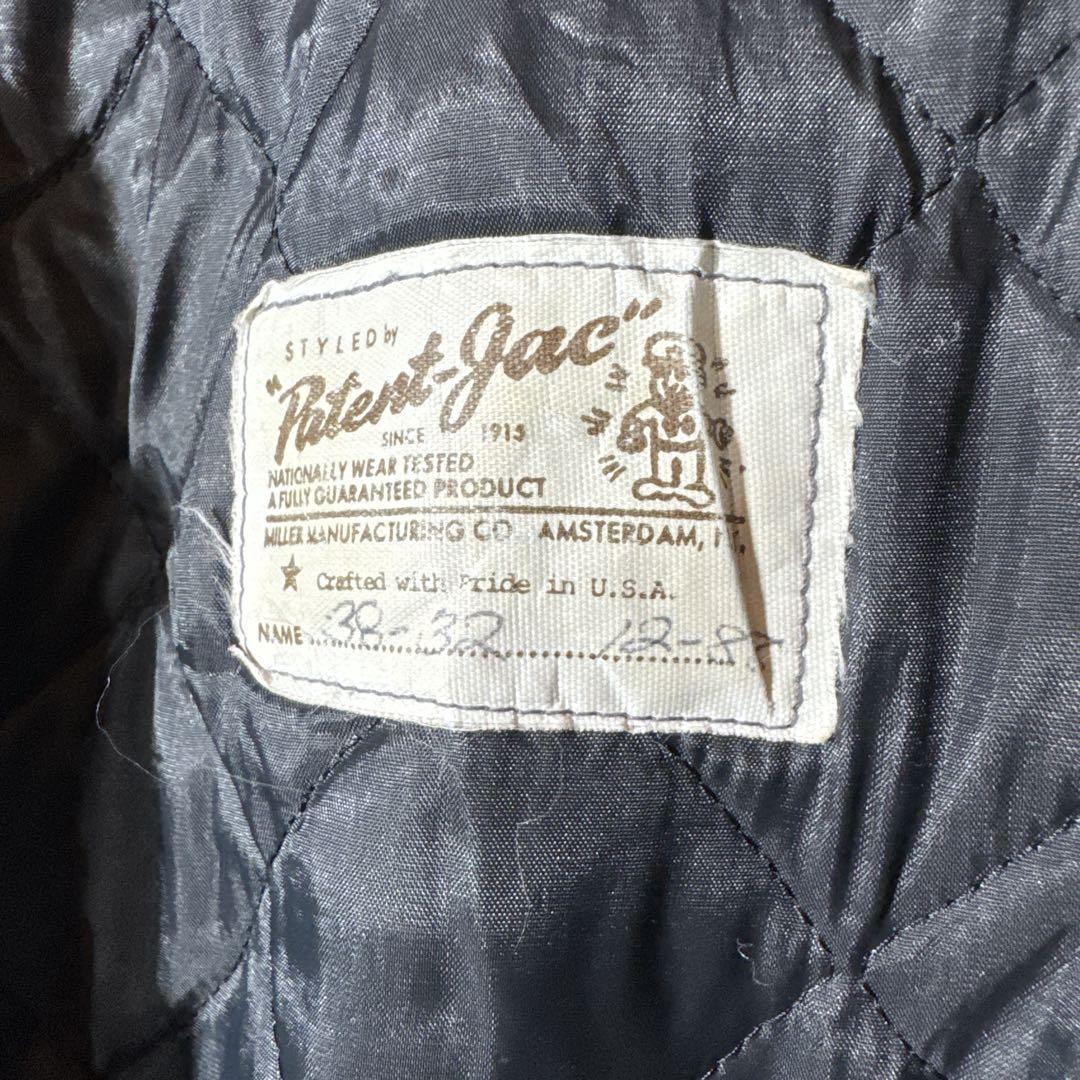 STYLED by
"Patent-Jac"
SINCE 1915
NATIONALLY WEAR TESTED
A FULLY GUARANTEED PRODUCT
MILLER MANUFACTURING CO AMSTERDAM,
★ Crafted with Pride in U.S.A.
NAME 38-32 12-87